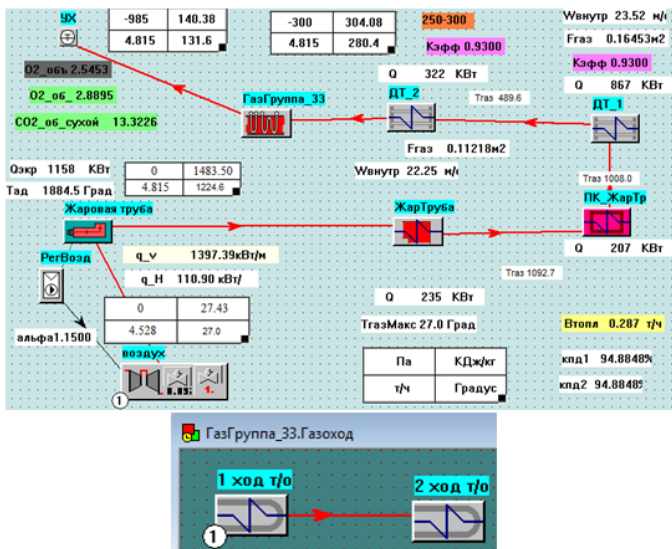 УХ
-985 140.38
4.815 131.6
-300 304.08
4.815 280.4
250-300
Wвнутр 23.52 м/с
Fгаз 0.16453м2
Кэфф 0.9300
Кэфф 0.9300
O2_объ 2.5453
Q 322 КВт
Q 867 КВт
O2_об_ 2.8895
ГазГруппа_33
ДТ_2
Тгаз 489.6
ДТ_1
CO2_об_сухой 13.3226
Fгаз 0.11218м2
Qэкр 1158 КВт
0 1483.50
Wвнутр 22.25 м/с
Тгаз 1008.0
Тад 1884.5 Град
4.815 1224.6
Жаровая труба
ЖарТруба
ПК_ЖарТр
РегВозд
q_v 1397.39кВт/м
Q 207 КВт
q_H 110.90 кВт/
Тгаз 1092.7
0 27.43
Q 235 КВт
4.528 27.0
ТгазМакс 27.0 Град
Втопл 0.287 т/ч
альфа1.1500
воздух
Па КДж/кг
кпд1 94.8848%
т/ч Градус
кпд2 94.8848%
1
ГазГруппа_33.Газоход
1 ход т/о
2 ход т/о
1